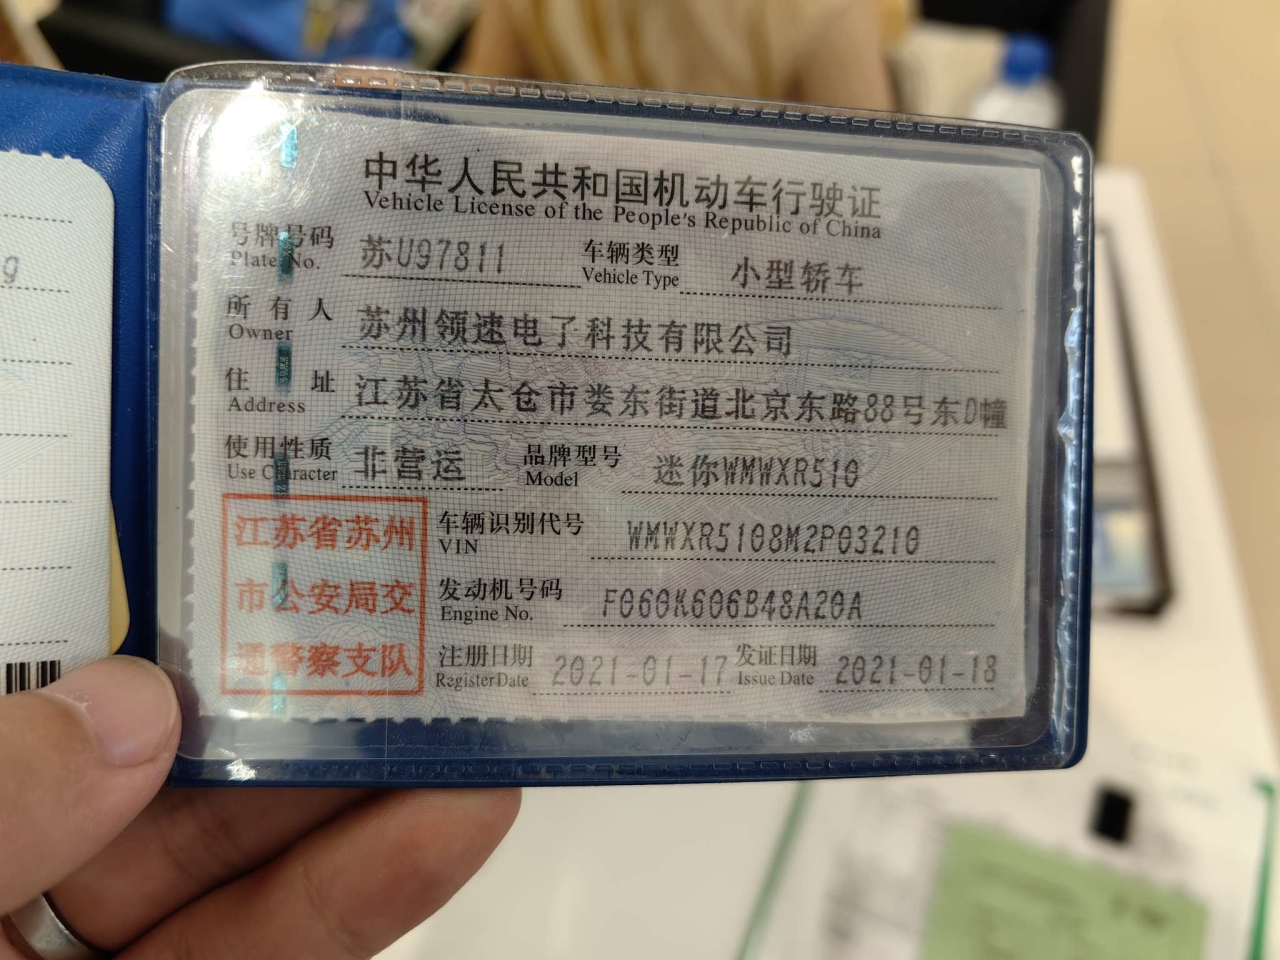 中华人民共和国机动车行驶证
Vehicle License of the People's Republic of China
号牌号码 苏U97811 车辆类型 小型轿车
Plate No. Vehicle Type
所有人 苏州领速电子科技有限公司
Owner
住址 江苏省太仓市娄东街道北京东路88号东D幢
Address
使用性质 非营运 品牌型号 迷你WMWXR510
Use Character Model
江苏省苏州
市公安局交
通警察支队
车辆识别代号 WMWXR5108M2P03210
VIN
发动机号码 F060K606B48A20A
Engine No.
注册日期 2021-01-17 发证日期 2021-01-18
Register Date Issue Date
g